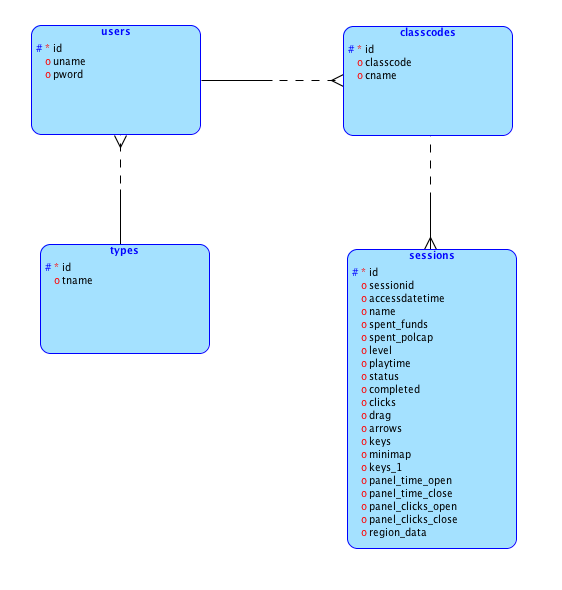 users
# * id
o uname
o pword
classcodes
# * id
o classcode
o cname
types
# * id
o tname
sessions
# * id
o sessionid
o accessdatetime
o name
o spent_funds
o spent_polcap
o level
o playtime
o status
o completed
o clicks
o drag
o arrows
o keys
o minimap
o keys_1
o panel_time_open
o panel_time_close
o panel_clicks_open
o panel_clicks_close
o region_data